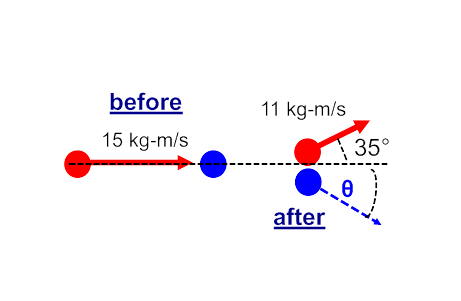 before
11 kg-m/s
15 kg-m/s
35°
θ
after